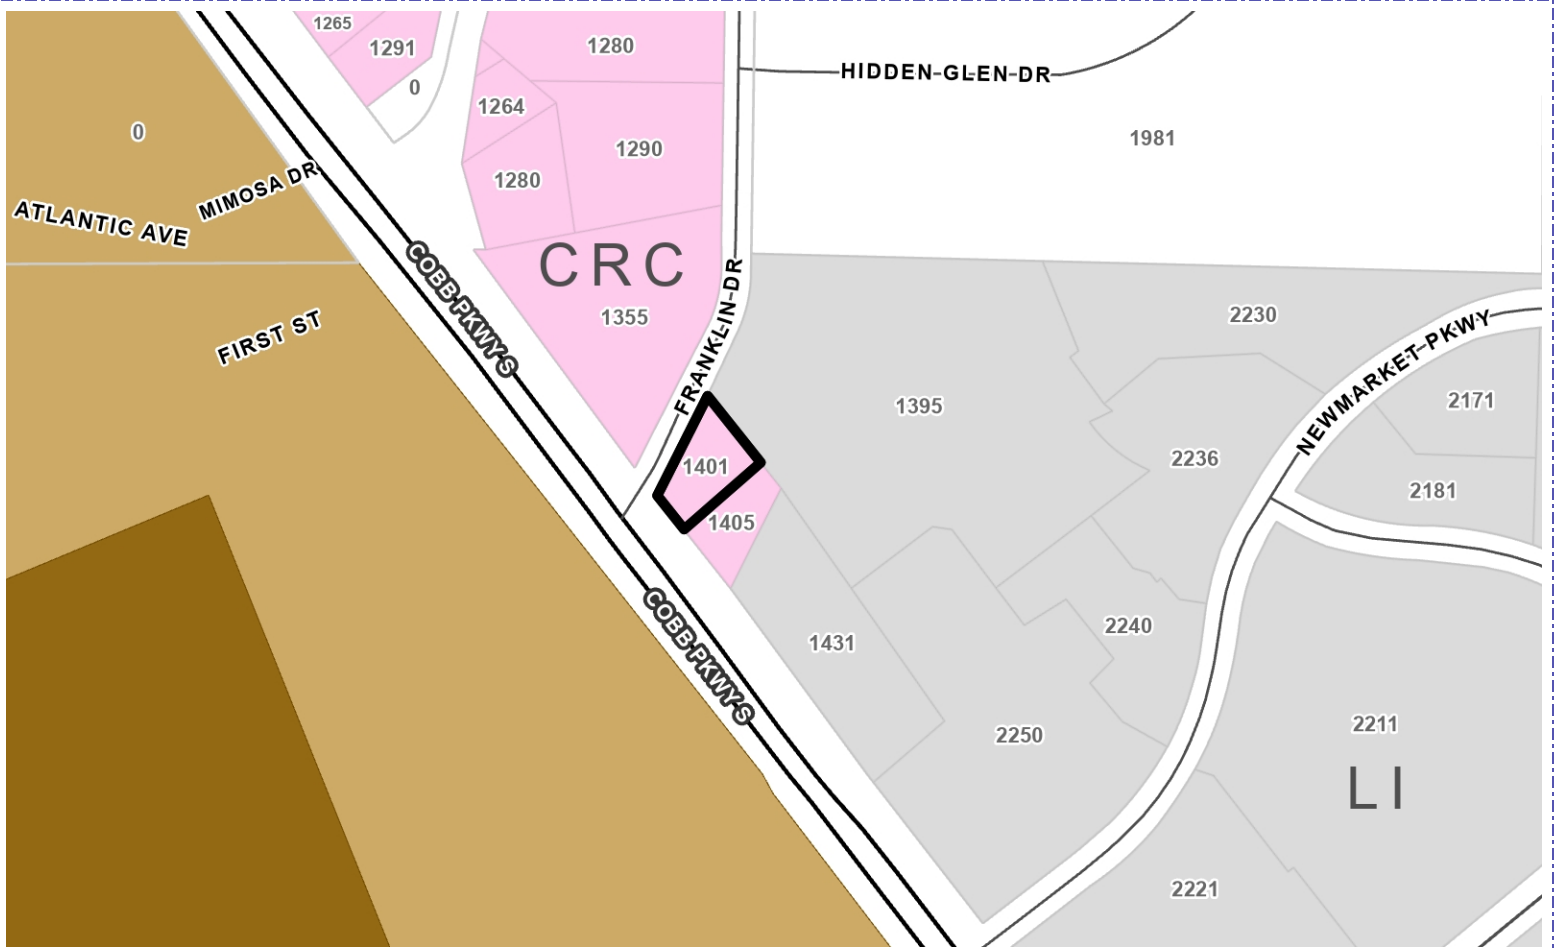 1265
1291
1280
0
HIDDEN-GLEN-DR
1264
0
1981
1290
MIMOSA DR
1280
ATLANTIC AVE
COBB-PKWY-S
CRC
FRANKLIN-DR
1355
2230
FIRST ST
NEWMARKET-PKWY
1395
2171
1401
2236
2181
1405
COBB-PKWY-S
1431
2240
2250
2211
LI
2221